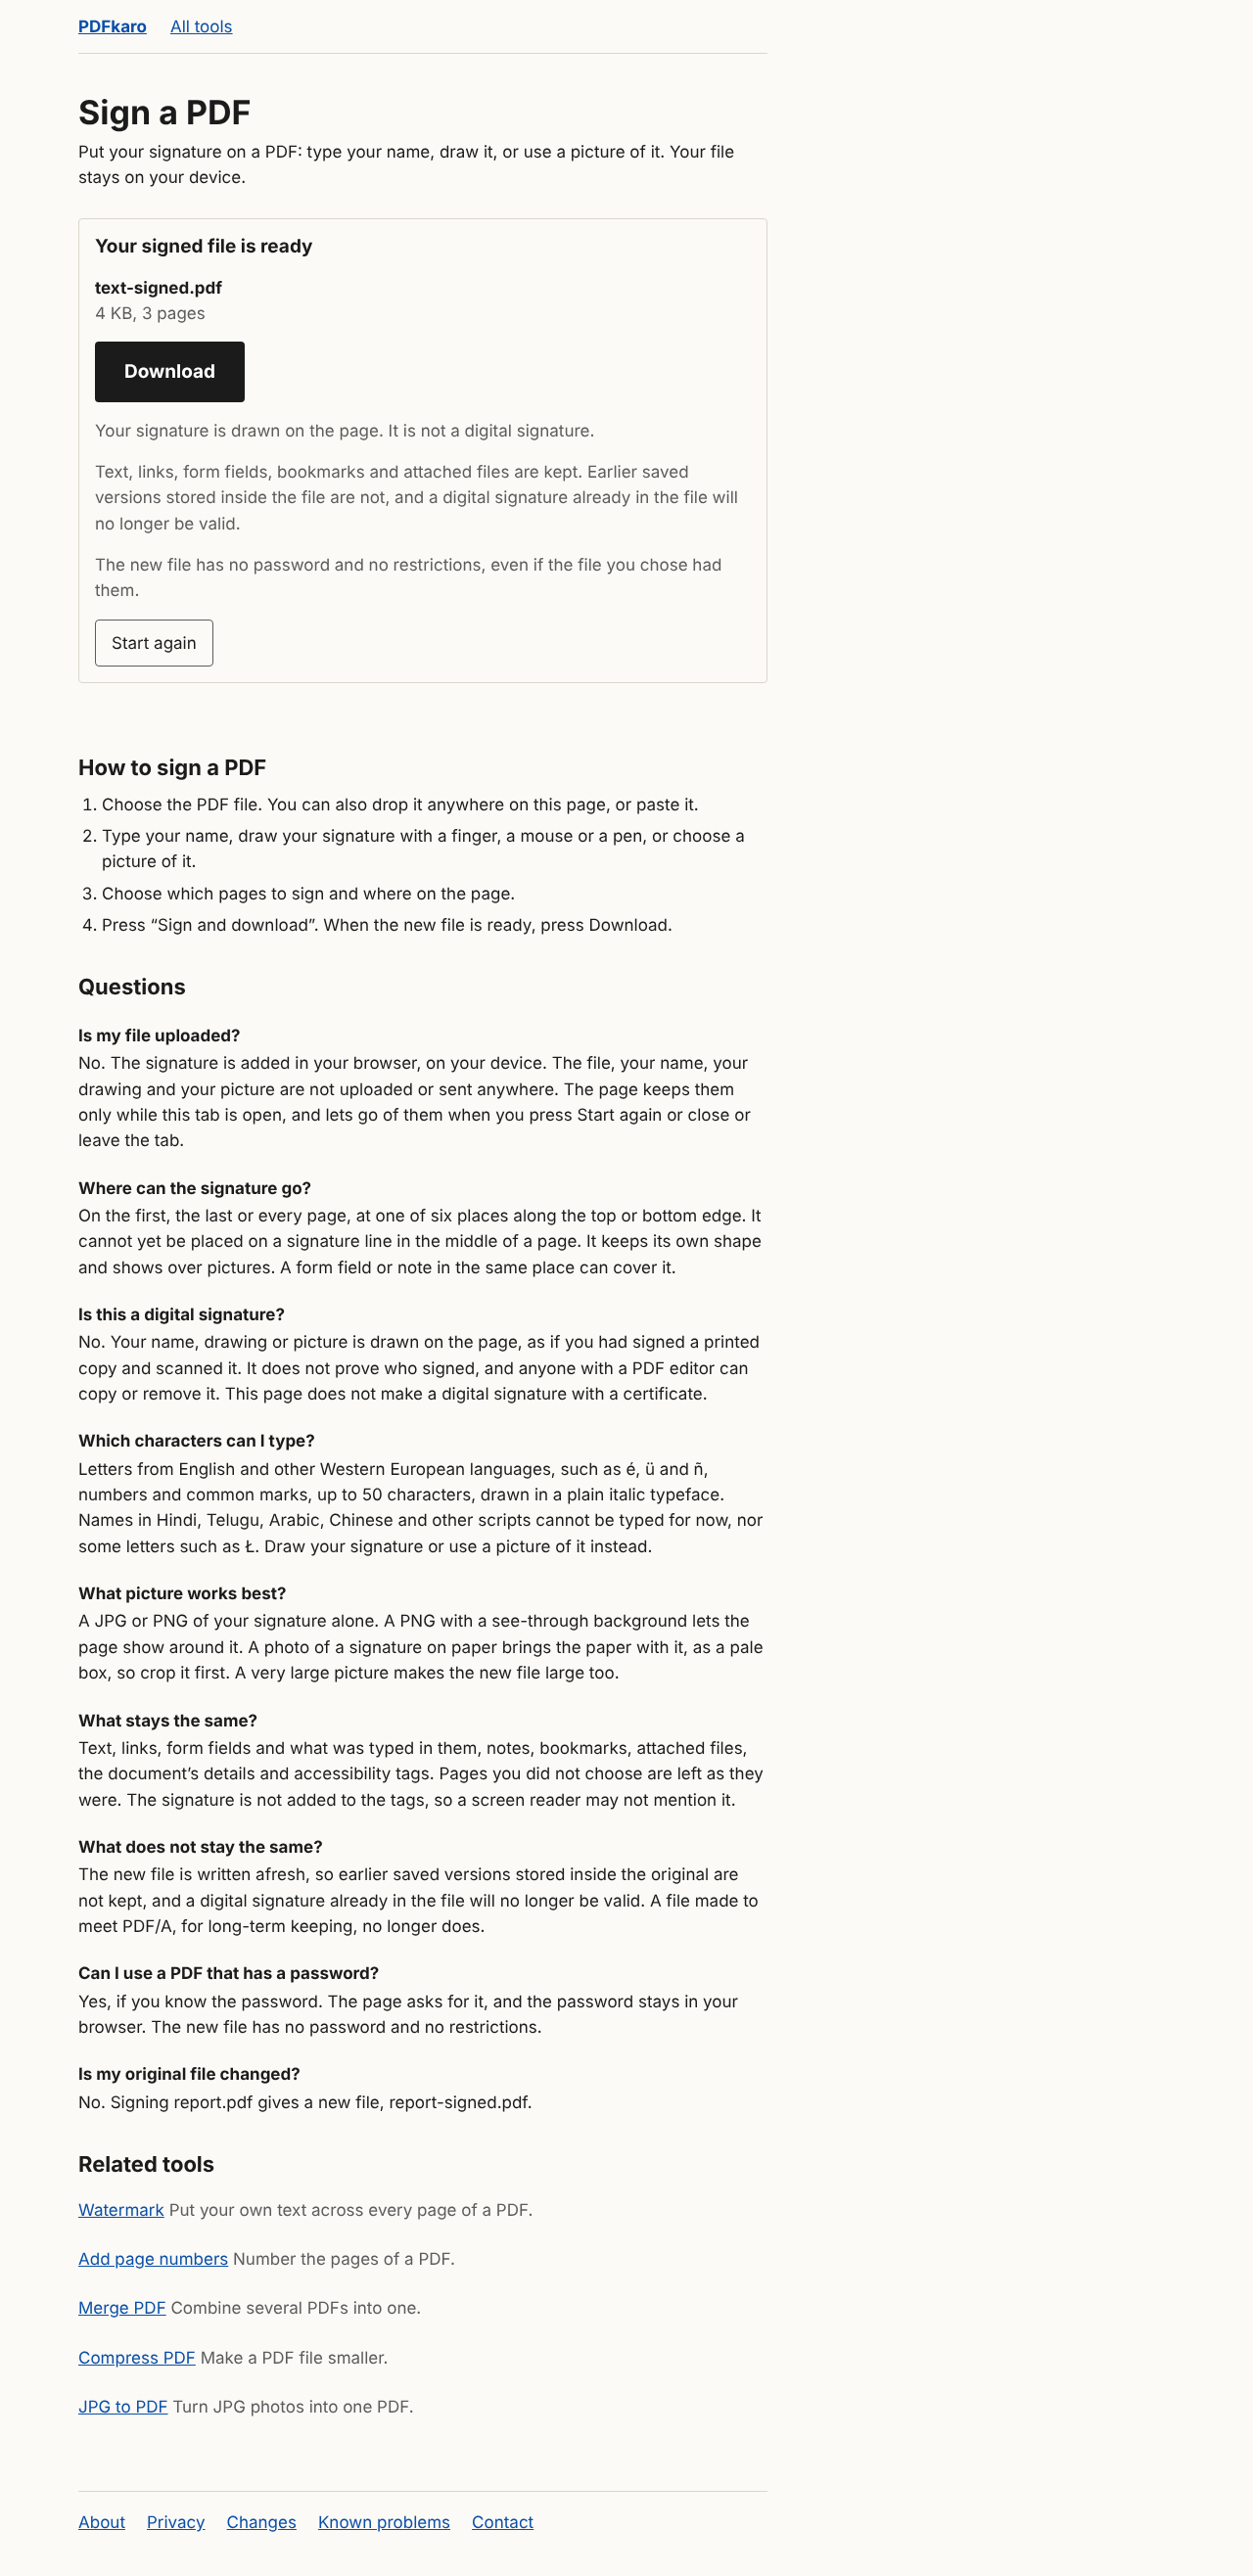 PDFkaro All tools
Sign a PDF
Put your signature on a PDF: type your name, draw it, or use a picture of it. Your file
stays on your device.
Your signed file is ready
text-signed.pdf
4 KB, 3 pages
Download
Your signature is drawn on the page. It is not a digital signature.
Text, links, form fields, bookmarks and attached files are kept. Earlier saved
versions stored inside the file are not, and a digital signature already in the file will
no longer be valid.
The new file has no password and no restrictions, even if the file you chose had
them.
Start again
How to sign a PDF
1. Choose the PDF file. You can also drop it anywhere on this page, or paste it.
2. Type your name, draw your signature with a finger, a mouse or a pen, or choose a
picture of it.
3. Choose which pages to sign and where on the page.
4. Press “Sign and download”. When the new file is ready, press Download.
Questions
Is my file uploaded?
No. The signature is added in your browser, on your device. The file, your name, your
drawing and your picture are not uploaded or sent anywhere. The page keeps them
only while this tab is open, and lets go of them when you press Start again or close or
leave the tab.
Where can the signature go?
On the first, the last or every page, at one of six places along the top or bottom edge. It
cannot yet be placed on a signature line in the middle of a page. It keeps its own shape
and shows over pictures. A form field or note in the same place can cover it.
Is this a digital signature?
No. Your name, drawing or picture is drawn on the page, as if you had signed a printed
copy and scanned it. It does not prove who signed, and anyone with a PDF editor can
copy or remove it. This page does not make a digital signature with a certificate.
Which characters can I type?
Letters from English and other Western European languages, such as é, ü and ñ,
numbers and common marks, up to 50 characters, drawn in a plain italic typeface.
Names in Hindi, Telugu, Arabic, Chinese and other scripts cannot be typed for now, nor
some letters such as Ł. Draw your signature or use a picture of it instead.
What picture works best?
A JPG or PNG of your signature alone. A PNG with a see-through background lets the
page show around it. A photo of a signature on paper brings the paper with it, as a pale
box, so crop it first. A very large picture makes the new file large too.
What stays the same?
Text, links, form fields and what was typed in them, notes, bookmarks, attached files,
the document’s details and accessibility tags. Pages you did not choose are left as they
were. The signature is not added to the tags, so a screen reader may not mention it.
What does not stay the same?
The new file is written afresh, so earlier saved versions stored inside the original are
not kept, and a digital signature already in the file will no longer be valid. A file made to
meet PDF/A, for long-term keeping, no longer does.
Can I use a PDF that has a password?
Yes, if you know the password. The page asks for it, and the password stays in your
browser. The new file has no password and no restrictions.
Is my original file changed?
No. Signing report.pdf gives a new file, report-signed.pdf.
Related tools
Watermark Put your own text across every page of a PDF.
Add page numbers Number the pages of a PDF.
Merge PDF Combine several PDFs into one.
Compress PDF Make a PDF file smaller.
JPG to PDF Turn JPG photos into one PDF.
About Privacy Changes Known problems Contact